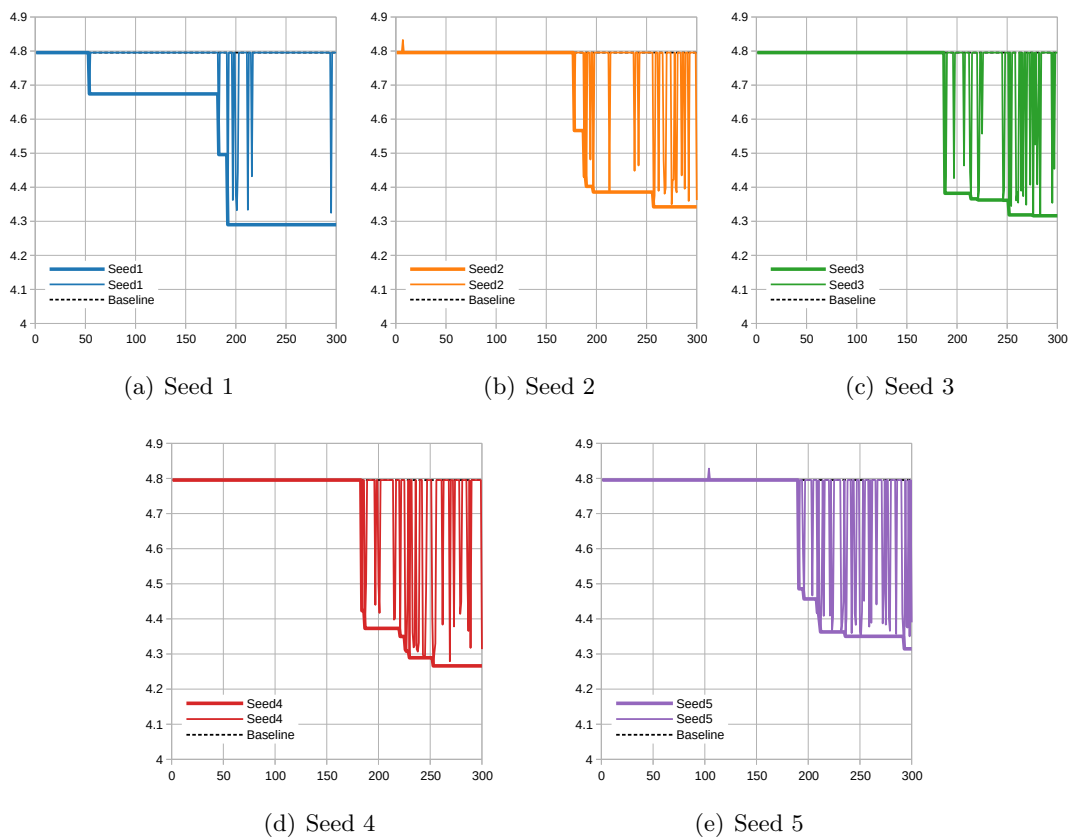 4.9
4.8
4.7
4.6
4.5
4.4
4.3
4.2
4.1
4
Seed1
Seed1
Baseline
0 50 100 150 200 250 300
(a) Seed 1
4.9
4.8
4.7
4.6
4.5
4.4
4.3
4.2
4.1
4
Seed2
Seed2
Baseline
0 50 100 150 200 250 300
(b) Seed 2
4.9
4.8
4.7
4.6
4.5
4.4
4.3
4.2
4.1
4
Seed3
Seed3
Baseline
0 50 100 150 200 250 300
(c) Seed 3
4.9
4.8
4.7
4.6
4.5
4.4
4.3
4.2
4.1
4
Seed4
Seed4
Baseline
0 50 100 150 200 250 300
(d) Seed 4
4.9
4.8
4.7
4.6
4.5
4.4
4.3
4.2
4.1
4
Seed5
Seed5
Baseline
0 50 100 150 200 250 300
(e) Seed 5